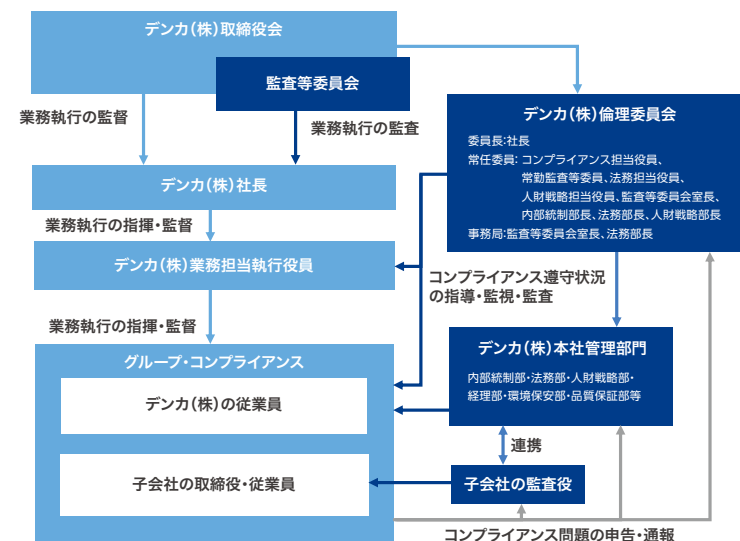 デンカ（株）取締役会
監査等委員会
業務執行の監督
業務執行の監査
デンカ（株）倫理委員会
委員長：社長
常任委員：コンプライアンス担当役員、
常勤監査等委員、法務担当役員、
人財戦略担当役員、監査等委員会室長、
内部統制部長、法務部長、人財戦略部長
事務局：監査等委員会室長、法務部長
デンカ（株）社長
業務執行の指揮・監督
デンカ（株）業務担当執行役員
コンプライアンス遵守状況
の指導・監視・監査
業務執行の指揮・監督
デンカ（株）本社管理部門
内部統制部・法務部・人財戦略部・
経理部・環境保安部・品質保証部等
グループ・コンプライアンス
デンカ（株）の従業員
連携
子会社の取締役・従業員
子会社の監査役
コンプライアンス問題の申告・通報